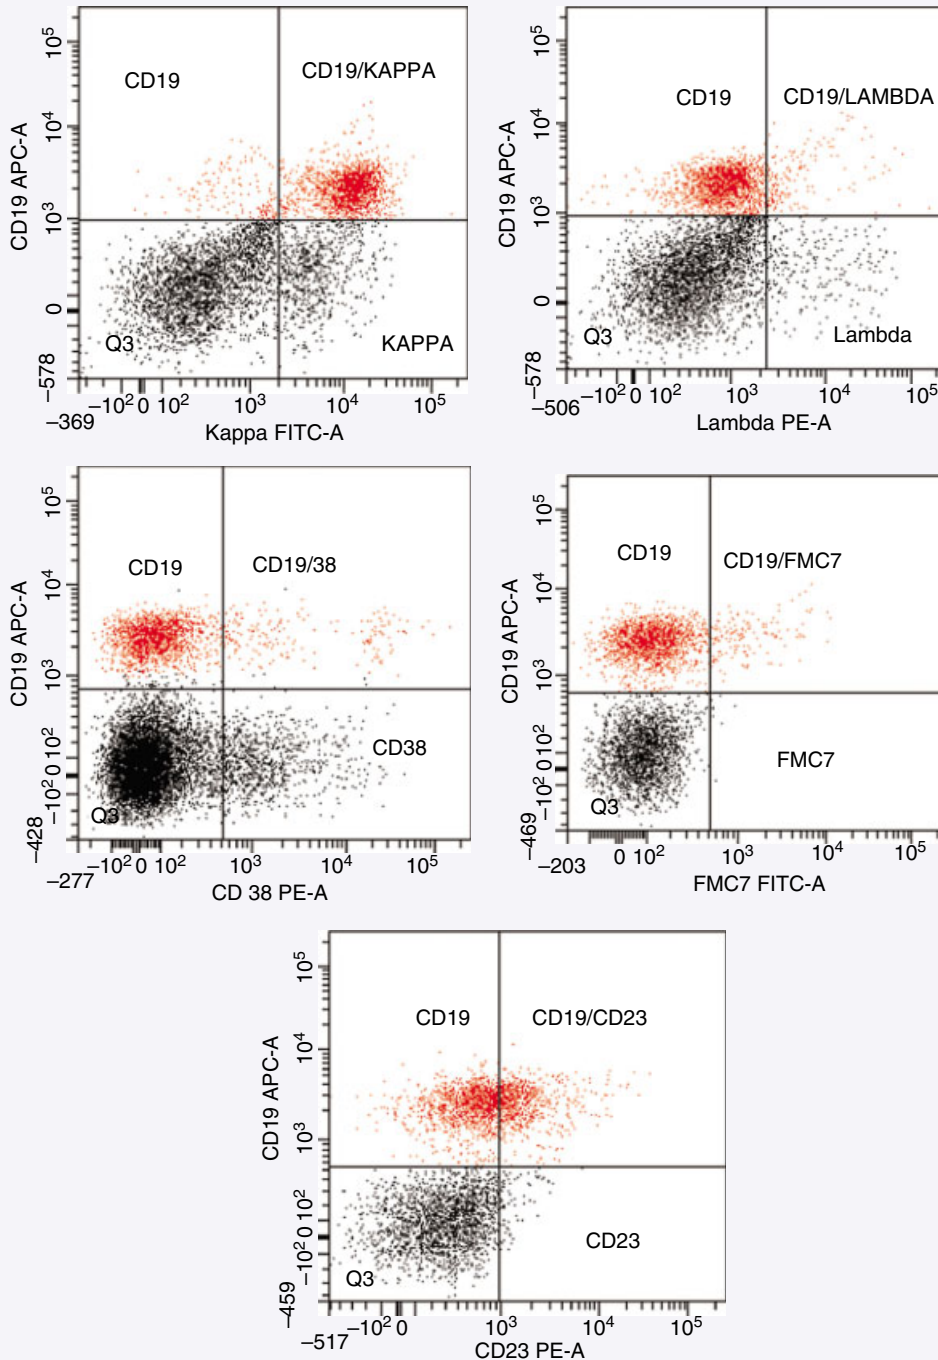 CD19 APC-A
10⁵
10⁴
10³
0
−578
CD19
CD19/KAPPA
Q3
KAPPA
−369
−10² 0 10² 10³ 10⁴ 10⁵
Kappa FITC-A
CD19 APC-A
10⁵
10⁴
10³
0
−578
CD19
CD19/LAMBDA
Q3
Lambda
−506
−10² 0 10² 10³ 10⁴ 10⁵
Lambda PE-A
CD19 APC-A
10⁵
10⁴
10³
−10² 0 10²
−428
CD19
CD19/38
CD38
Q3
−277
−10² 0 10² 10³ 10⁴ 10⁵
CD 38 PE-A
CD19 APC-A
10⁵
10⁴
10³
−10² 0 10²
−469
CD19
CD19/FMC7
FMC7
Q3
−203
0 10² 10³ 10⁴ 10⁵
FMC7 FITC-A
CD19 APC-A
10⁵
10⁴
10³
−10² 0 10²
−459
CD19
CD19/CD23
CD23
Q3
−517
−10² 0 10³ 10⁴ 10⁵
CD23 PE-A